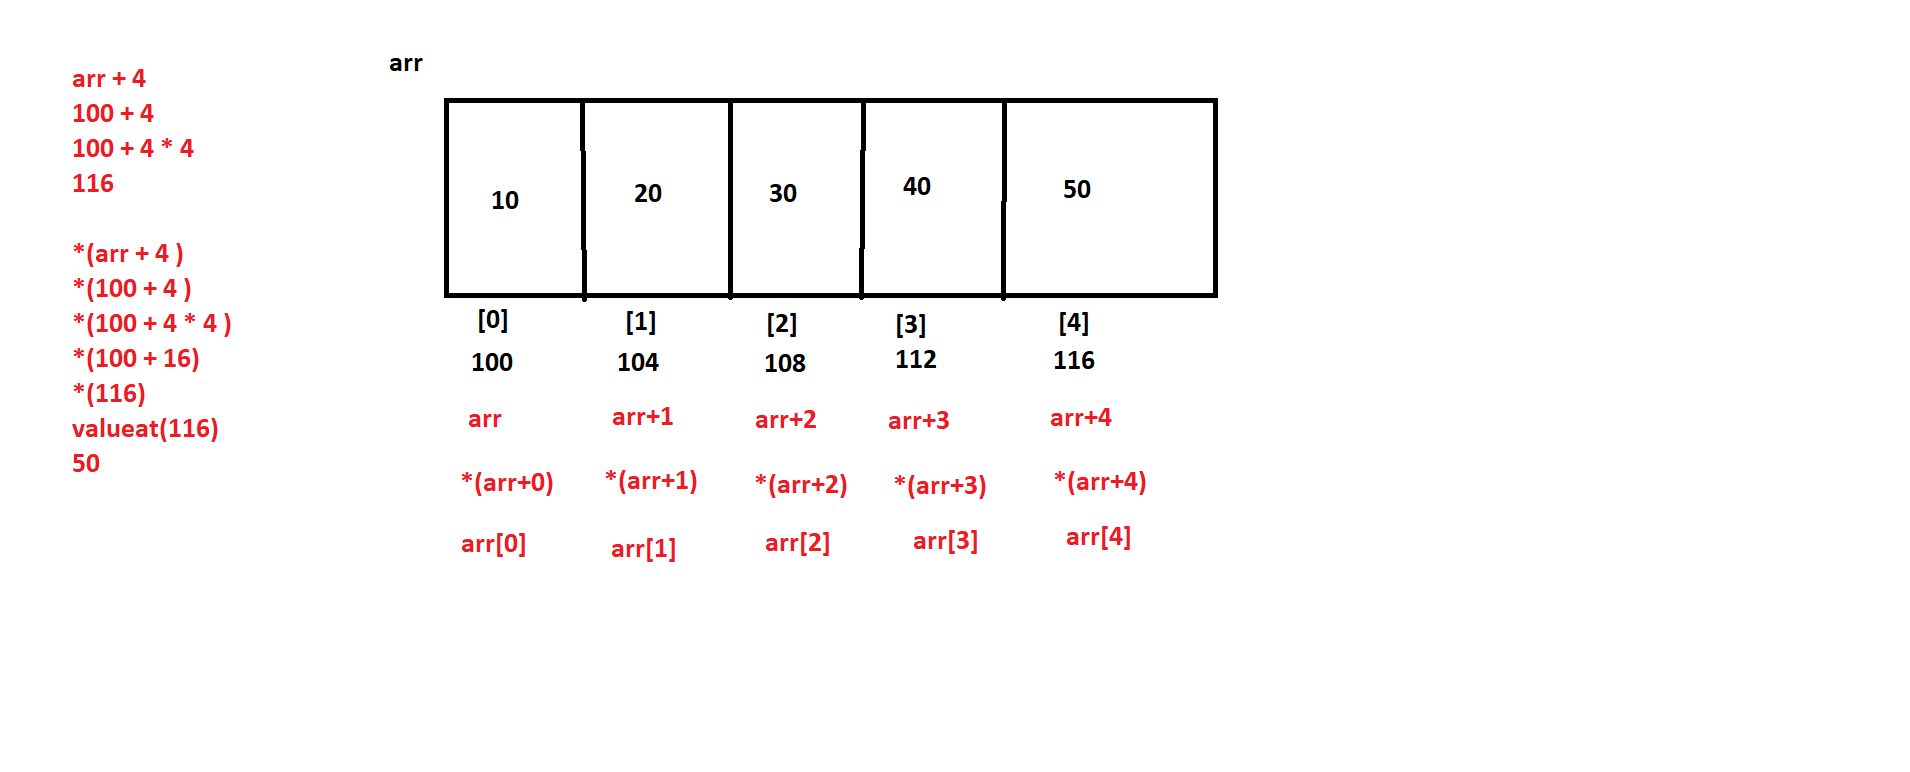 arr + 4
100 + 4
100 + 4 * 4
116
*(arr + 4 )
*(100 + 4 )
*(100 + 4 * 4 )
*(100 + 16)
*(116)
valueat(116)
50
arr
10 20 30 40 50
[0] [1] [2] [3] [4]
100 104 108 112 116
arr arr+1 arr+2 arr+3 arr+4
*(arr+0) *(arr+1) *(arr+2) *(arr+3) *(arr+4)
arr[0] arr[1] arr[2] arr[3] arr[4]